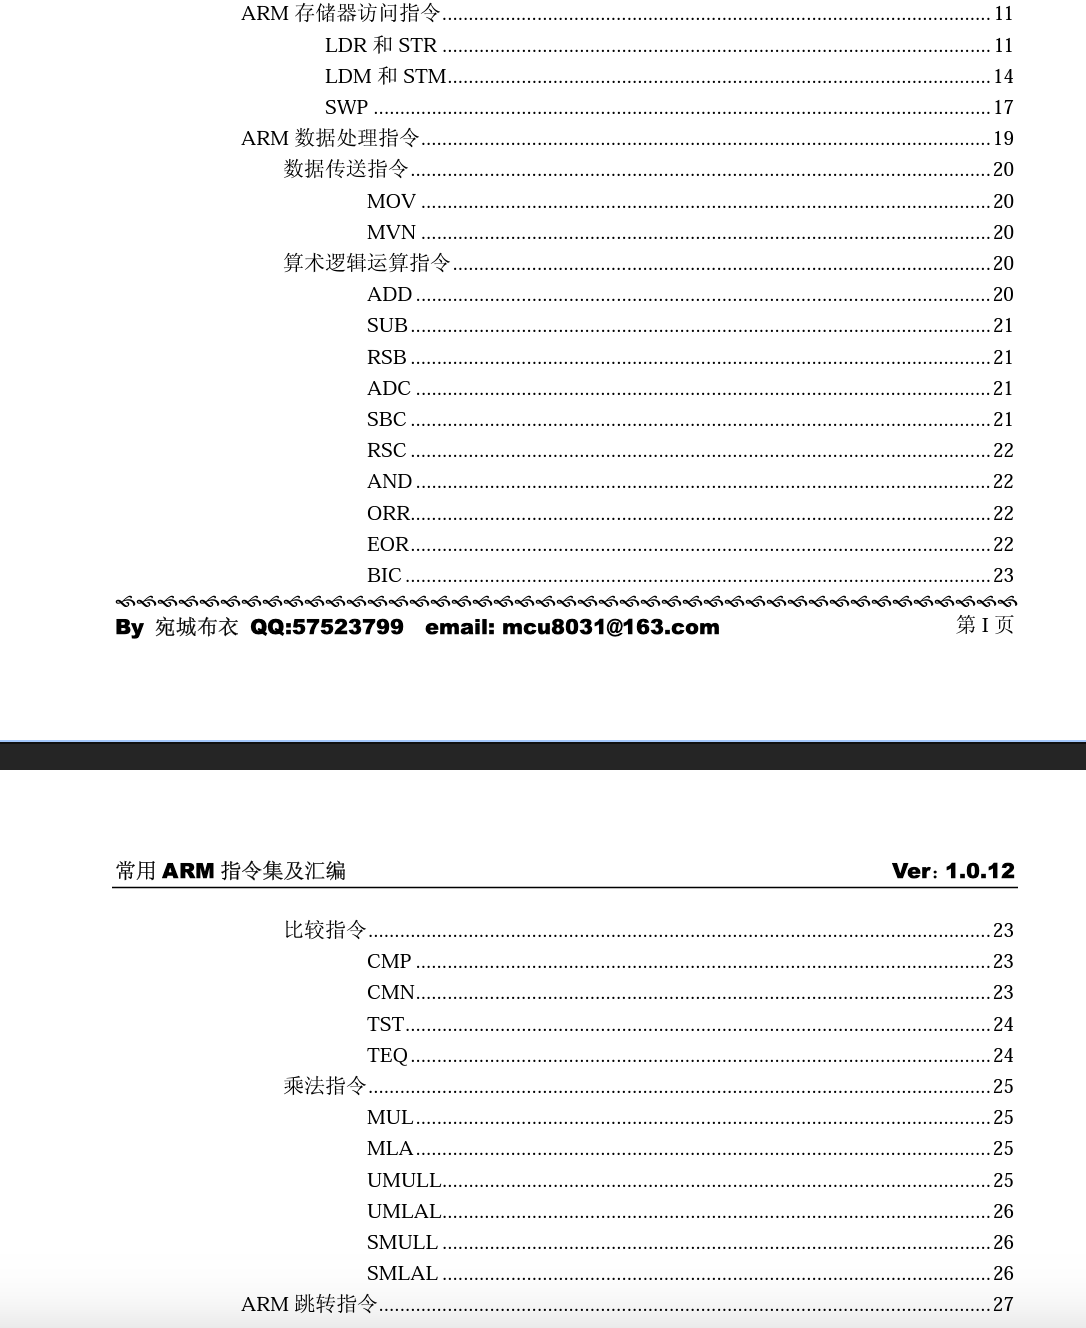 ARM 存储器访问指令........................................11
LDR 和 STR ........................................11
LDM 和 STM........................................14
SWP ........................................17
ARM 数据处理指令........................................19
数据传送指令........................................20
MOV ........................................20
MVN ........................................20
算术逻辑运算指令........................................20
ADD ........................................20
SUB ........................................21
RSB ........................................21
ADC ........................................21
SBC ........................................21
RSC ........................................22
AND ........................................22
ORR........................................22
EOR........................................22
BIC ........................................23
By 宛城布衣 QQ:57523799 email: mcu8031@163.com 第 I 页
常用 ARM 指令集及汇编 Ver: 1.0.12
比较指令........................................23
CMP ........................................23
CMN........................................23
TST........................................24
TEQ ........................................24
乘法指令........................................25
MUL........................................25
MLA ........................................25
UMULL........................................25
UMLAL........................................26
SMULL ........................................26
SMLAL ........................................26
ARM 跳转指令........................................27